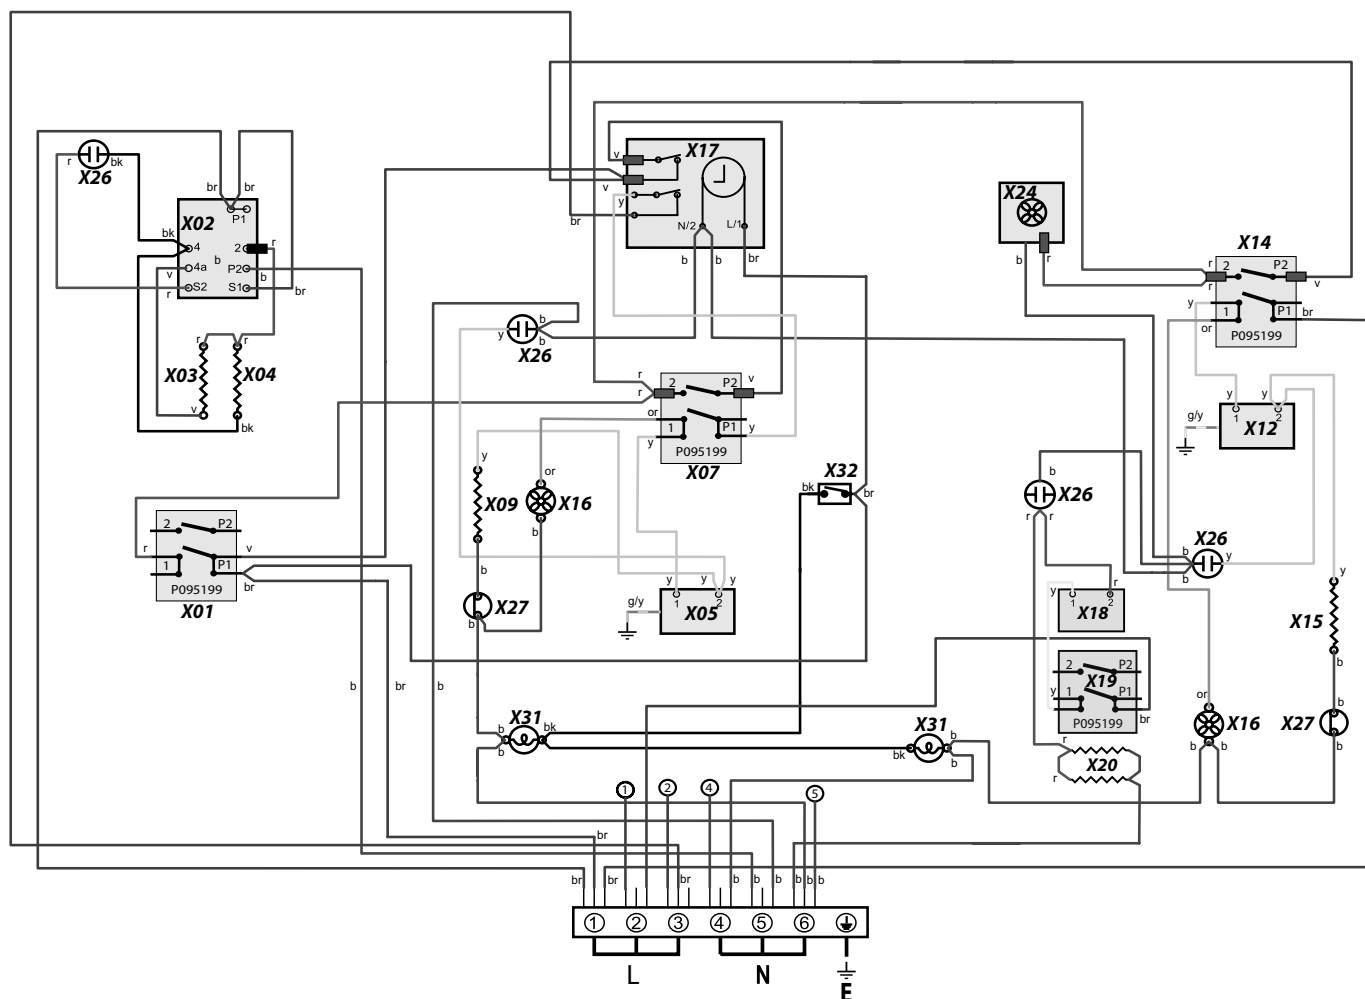 X26
r
bk
br
br
P1
X02
bk
4
2
r
b
v
4a
P2
b
r
S2
S1
br
r
r
X03
X04
v
bk
X17
v
v
y
br
N/2
L/1
b
b
br
X24
b
r
X14
r
2
P2
r
v
y
or
1
P1
br
P095199
b
y
b
X26
r
r
2
P2
v
or
1
P1
y
y
P095199
X07
y
or
X09
X16
b
b
X27
b
X32
bk
br
y
y
y
1
2
g/y
X05
2
P2
r
v
1
P1
br
P095199
X01
y
y
y
g/y
1
2
X12
b
X26
r
r
X26
b
y
b
y
r
1
2
X18
2
P2
X19
y
1
P1
br
P095199
r
r
X20
y
X15
b
or
X16
b
b
b
X27
b
b
br
b
X31
b
bk
b
X31
bk
b
b
1
2
4
5
br
br
br
br
b
b
b
b
b
b
1
2
3
4
5
6
L
N
E